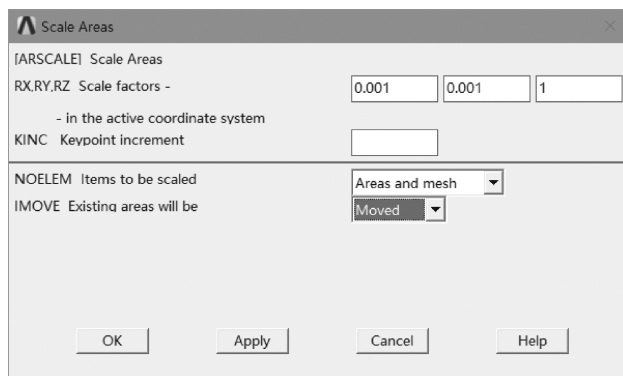 Scale Areas
[ARSCALE] Scale Areas
RX,RY,RZ Scale factors - 0.001 0.001 1
- in the active coordinate system
KINC Keypoint increment
NOELEM Items to be scaled Areas and mesh
IMOVE Existing areas will be Moved
OK Apply Cancel Help